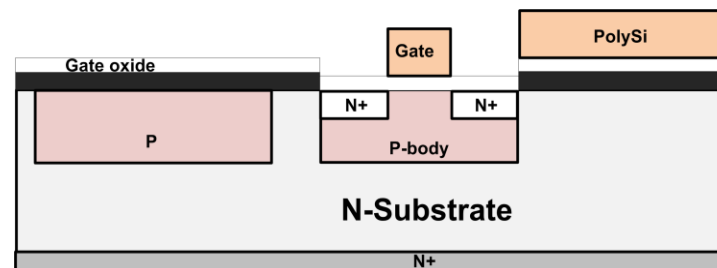 PolySi
Gate
Gate oxide
N+ N+
P
P-body
N-Substrate
N+